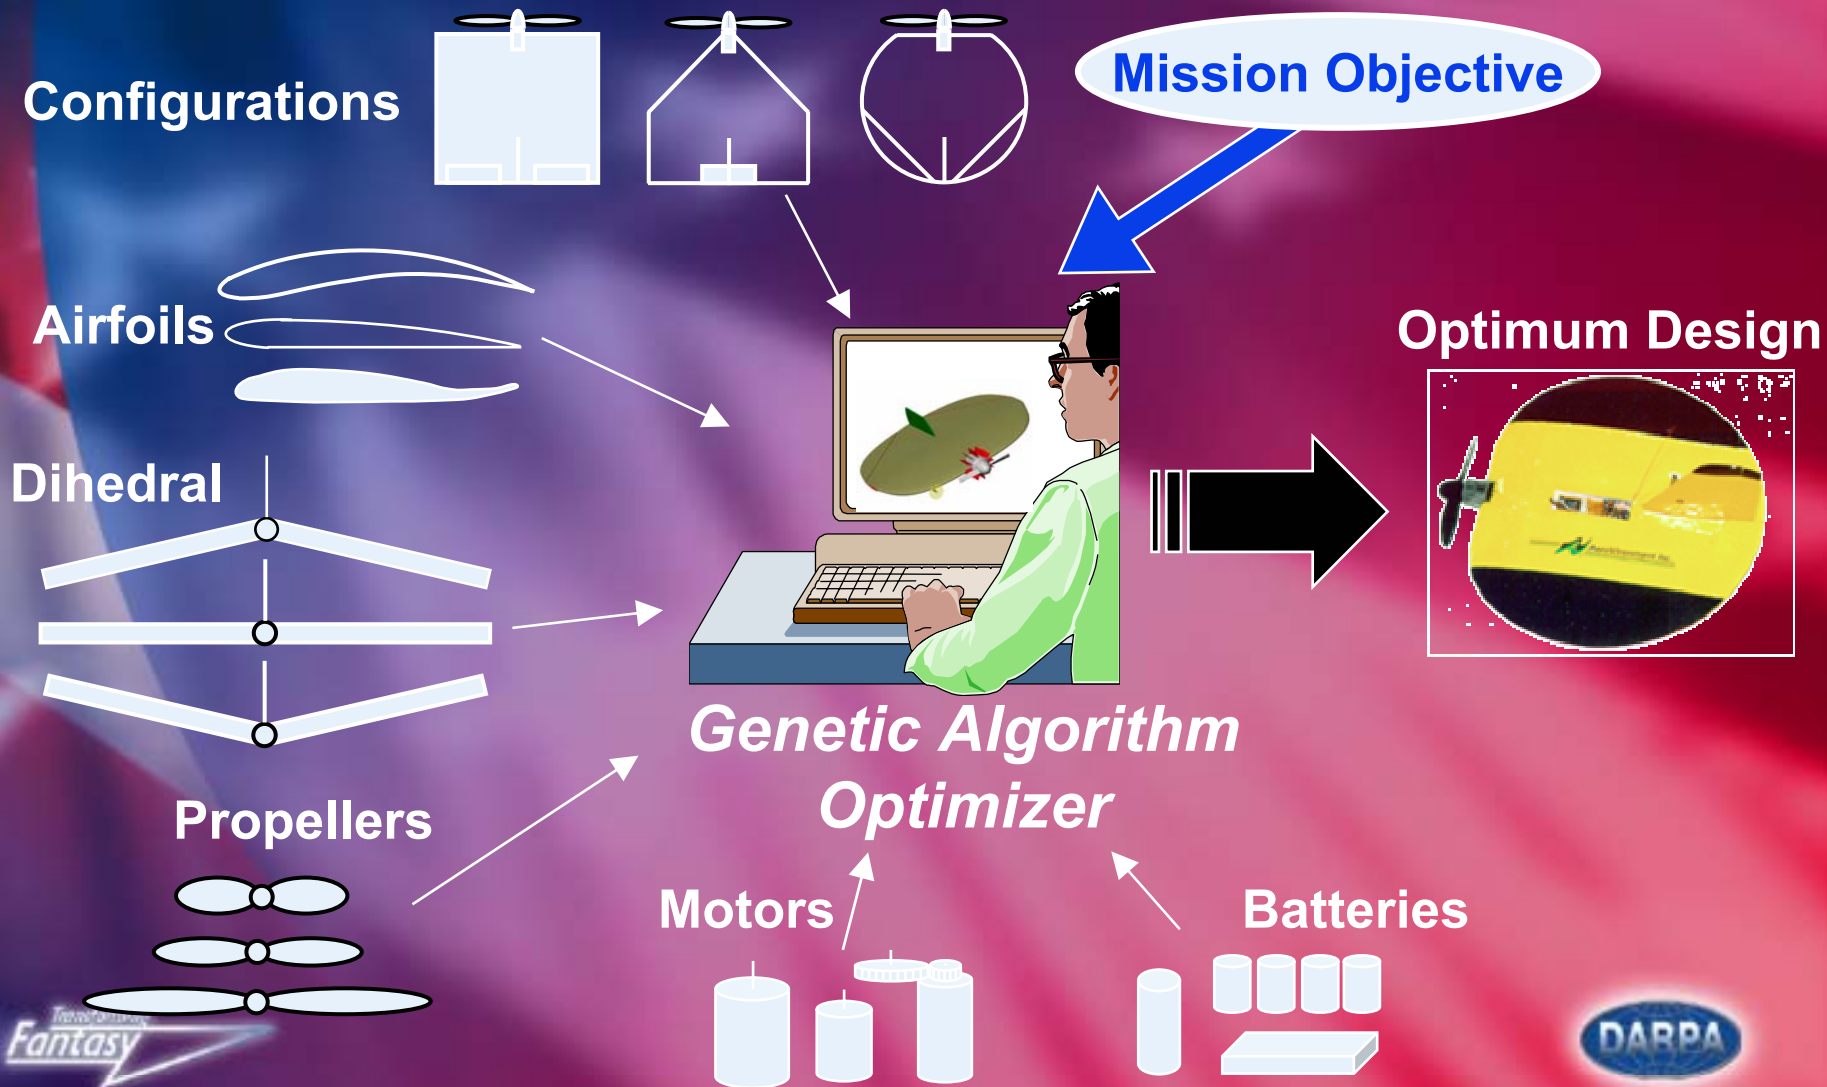 Configurations
Mission Objective
Airfoils
Optimum Design
Dihedral
Genetic Algorithm
Optimizer
Propellers
Motors
Batteries
Fantasy
DARPA